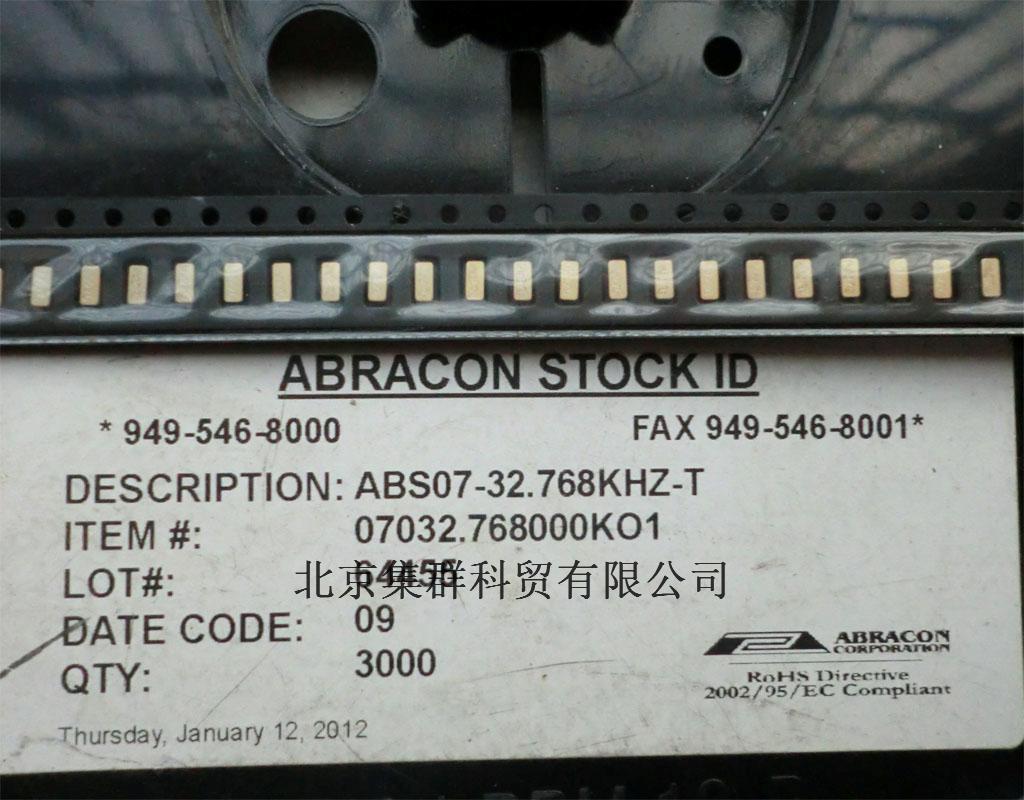 ABRACON STOCK ID
* 949-546-8000 FAX 949-546-8001*
DESCRIPTION: ABS07-32.768KHZ-T
ITEM #: 07032.768000KO1
LOT#:
北京集群科贸有限公司
DATE CODE: 09
QTY: 3000
ABRACON
CORPORATION
RoHS Directive
2002/95/EC Compliant
Thursday, January 12, 2012